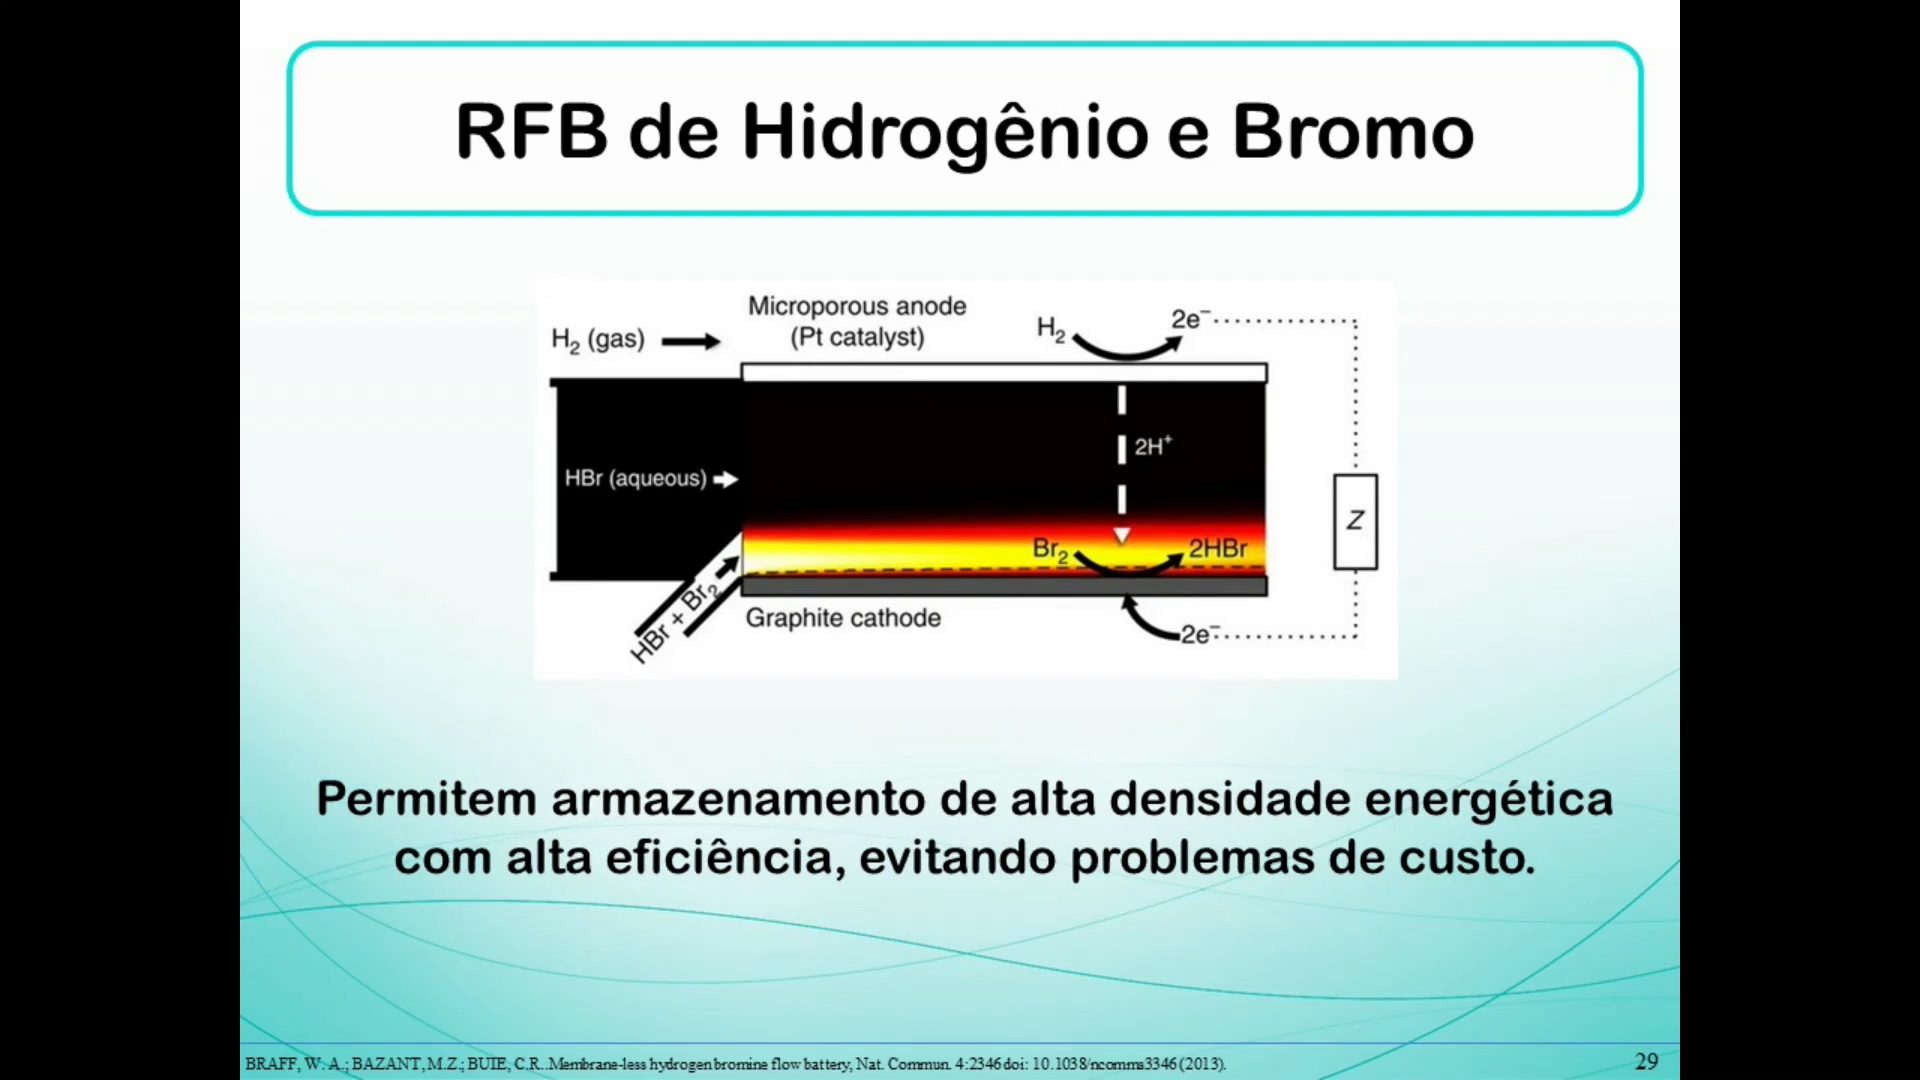 RFB de Hidrogênio e Bromo
Microporous anode
(Pt catalyst)
H₂ (gas)
H₂
2e⁻
2H⁺
HBr (aqueous)
Z
Br₂
2HBr
HBr + Br₂
Graphite cathode
2e⁻
Permitem armazenamento de alta densidade energética
com alta eficiência, evitando problemas de custo.
BRAFF, W. A.; BAZANT, M.Z.; BUIE, C.R.. Membrane-less hydrogen bromine flow battery, Nat. Commun. 4:2346 doi: 10.1038/ncomms3346 (2013).
29